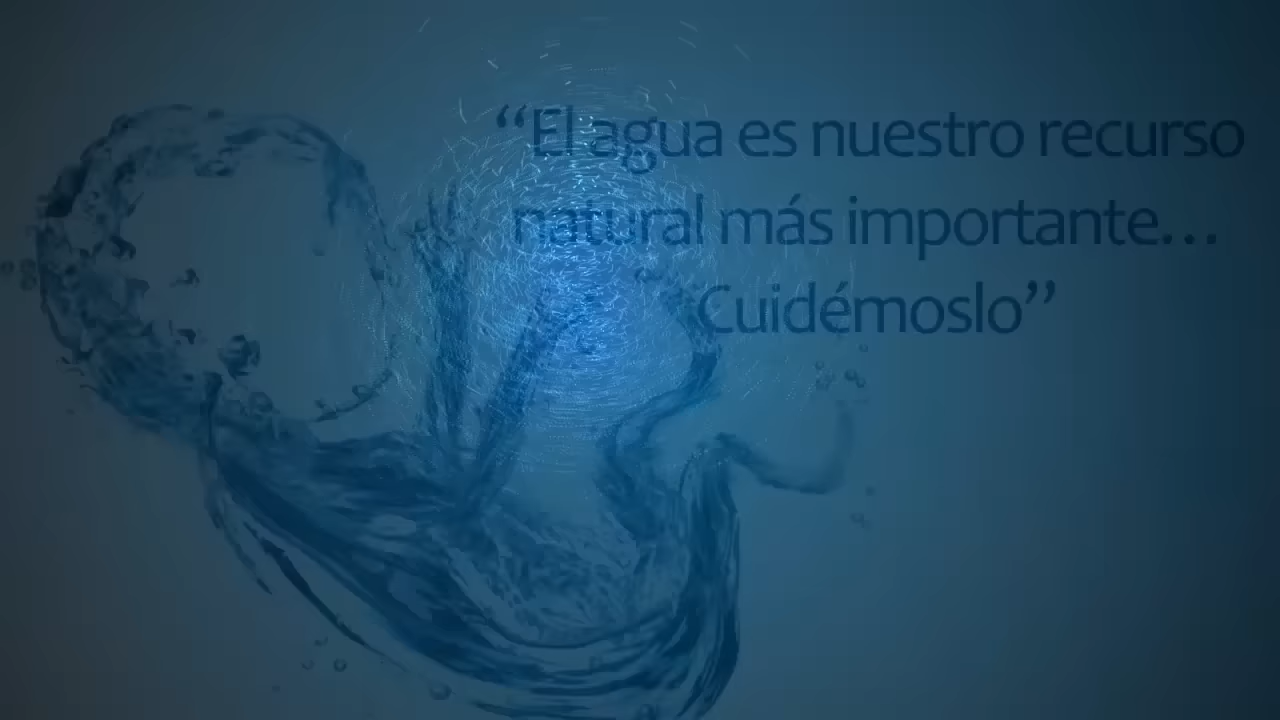 “El agua es nuestro recurso
natural más importante...
Cuidémoslo”